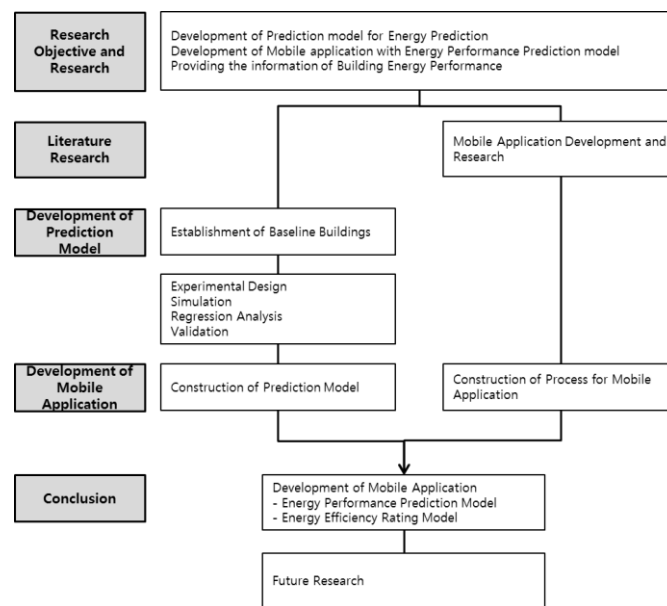 Research
Objective and
Research
Development of Prediction model for Energy Prediction
Development of Mobile application with Energy Performance Prediction model
Providing the information of Building Energy Performance
Literature
Research
Mobile Application Development and
Research
Development of
Prediction
Model
Establishment of Baseline Buildings
Experimental Design
Simulation
Regression Analysis
Validation
Development of
Mobile
Application
Construction of Prediction Model
Construction of Process for Mobile
Application
Conclusion
Development of Mobile Application
- Energy Performance Prediction Model
- Energy Efficiency Rating Model
Future Research